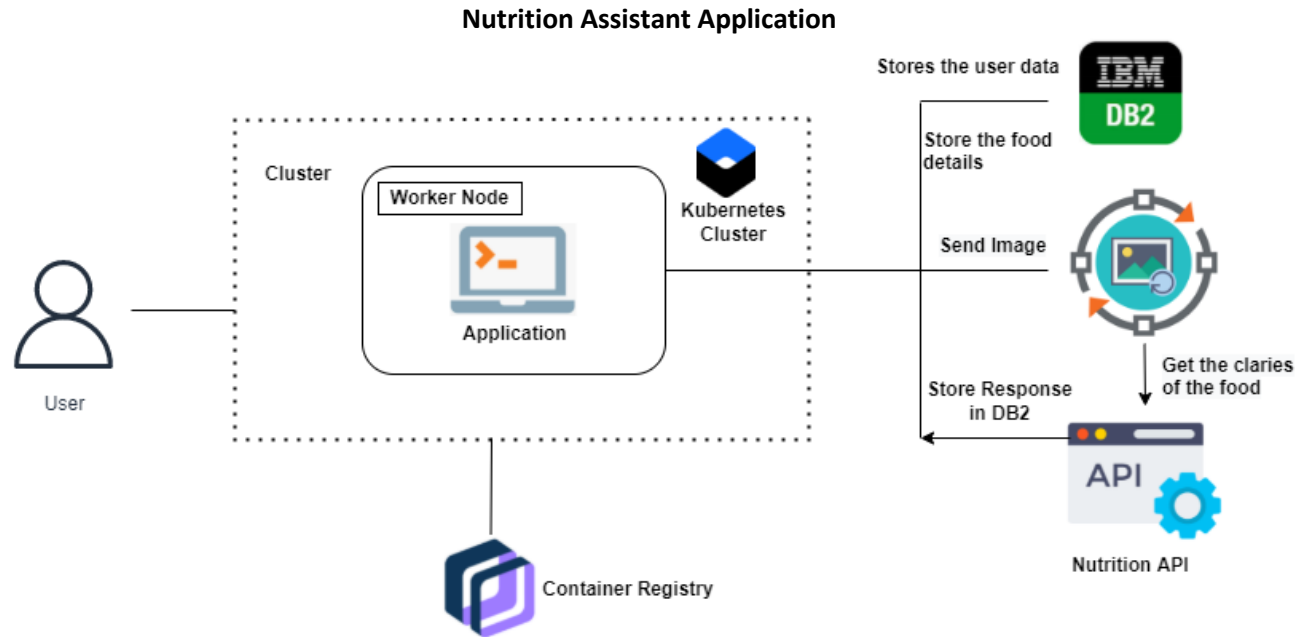 Nutrition Assistant Application
Stores the user data
IBM
DB2
Store the food
details
Cluster
Worker Node
Kubernetes
Cluster
Send Image
Application
User
Get the claries
of the food
Store Response
in DB2
API
Nutrition API
Container Registry